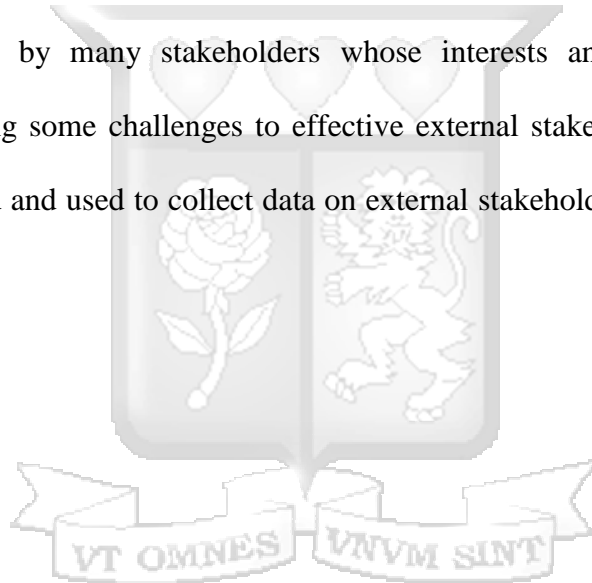 by many stakeholders whose interests an
g some challenges to effective external stake
and used to collect data on external stakehold
VT OMNES VNVM SINT